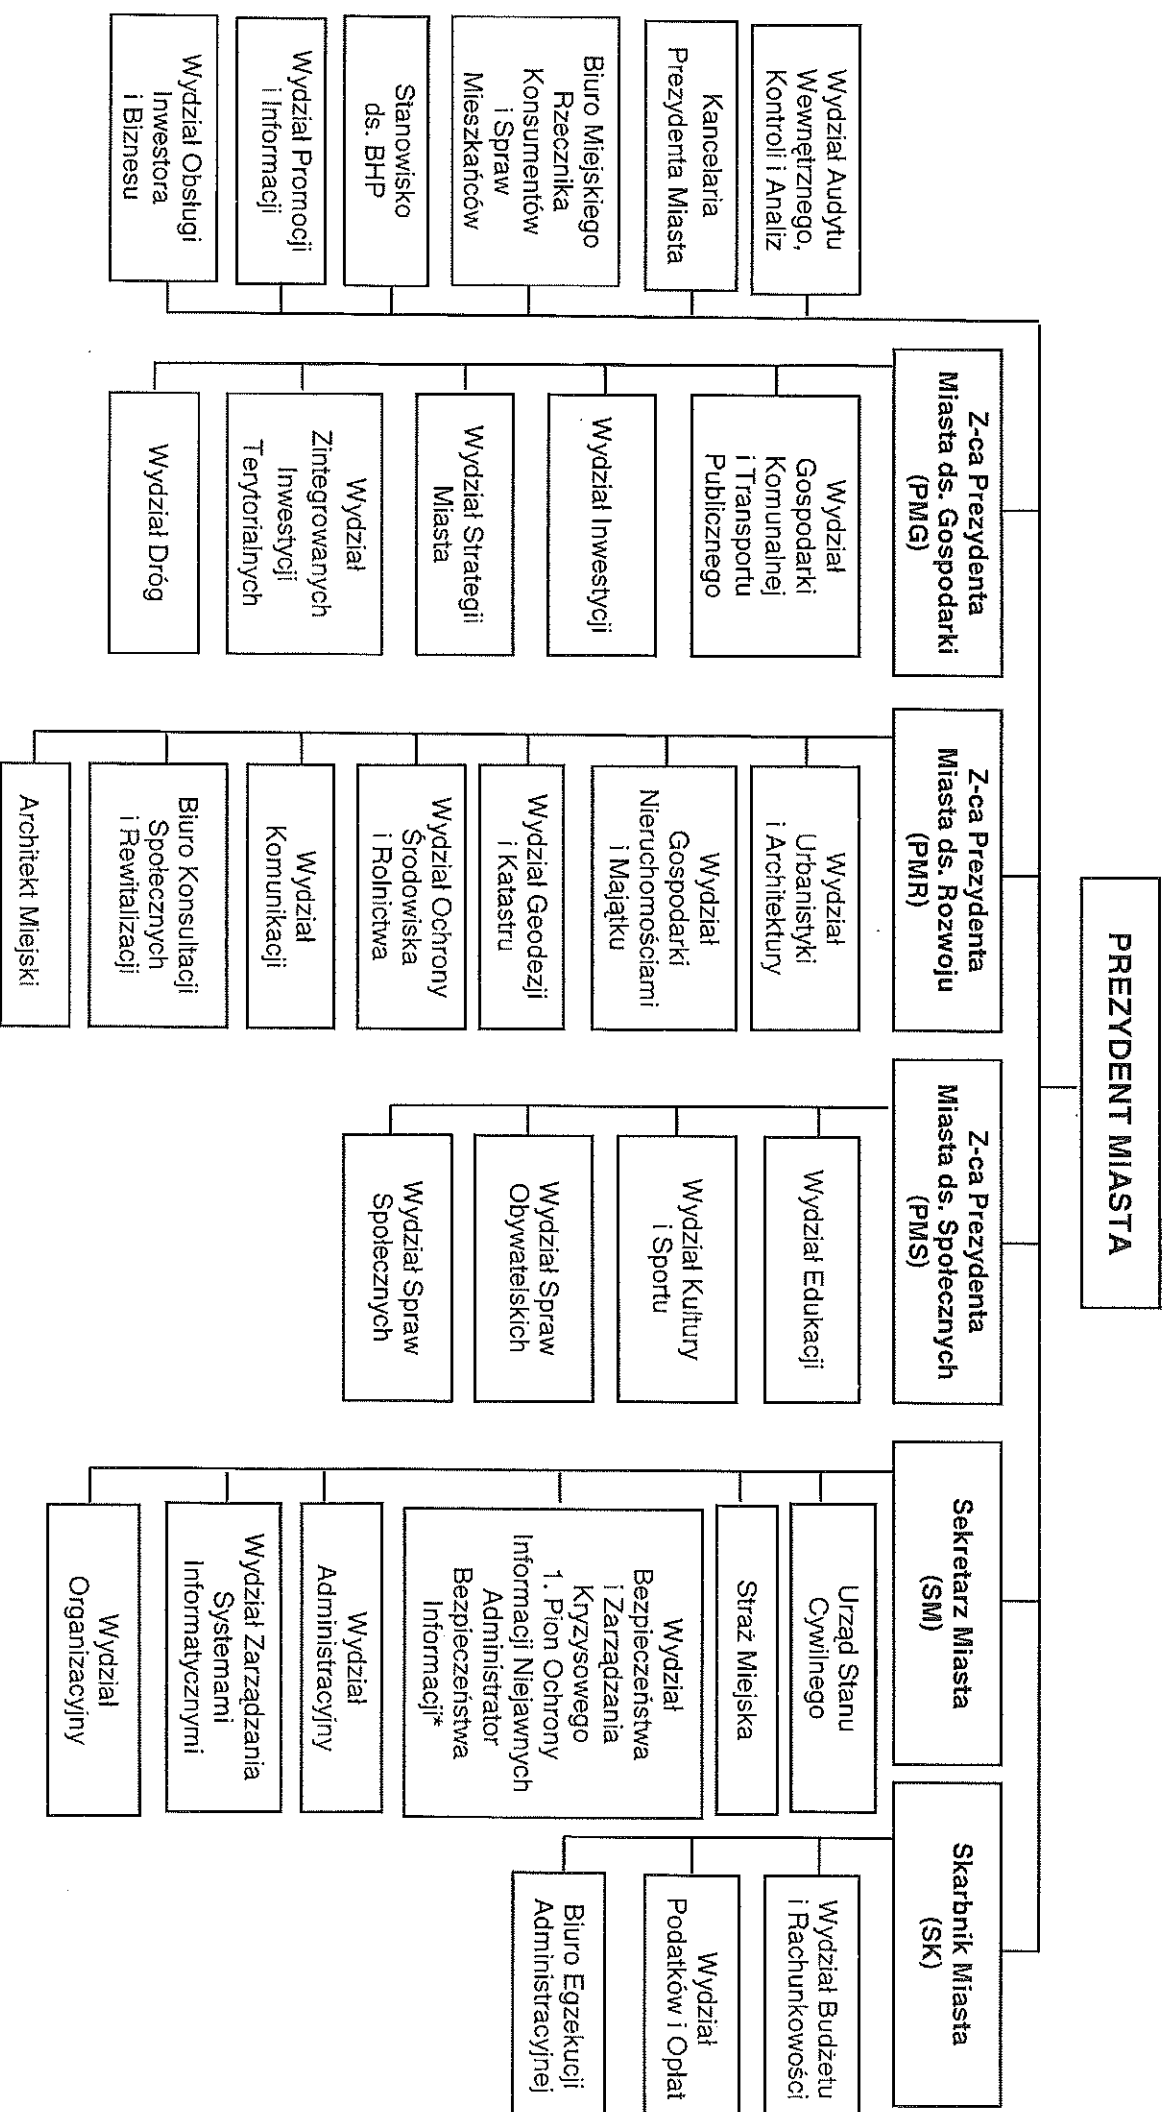 PREZYDENT MIASTA
Wydział Audytu
Wewnętrznego,
Kontroli i Analiz
Kancelaria
Prezydenta Miasta
Biuro Miejskiego
Rzecznika
Konsumentów
i Spraw
Mieszkańców
Stanowisko
ds. BHP
Wydział Promocji
i Informacji
Wydział Obsługi
Inwestora
i Biznesu
Z-ca Prezydenta
Miasta ds. Gospodarki
(PMG)
Wydział
Gospodarki
Komunalnej
i Transportu
Publicznego
Wydział Inwestycji
Wydział Strategii
Miasta
Wydział
Zintegrowanych
Inwestycji
Terytorialnych
Wydział Dróg
Z-ca Prezydenta
Miasta ds. Rozwoju
(PMR)
Wydział
Urbanistyki
i Architektury
Wydział
Gospodarki
Nieruchomościami
i Majątku
Wydział Geodezji
i Katastru
Wydział Ochrony
Środowiska
i Rolnictwa
Wydział
Komunikacji
Biuro Konsultacji
Społecznych
i Rewitalizacji
Architekt Miejski
Z-ca Prezydenta
Miasta ds. Społecznych
(PMS)
Wydział Edukacji
Wydział Kultury
i Sportu
Wydział Spraw
Obywatelskich
Wydział Spraw
Społecznych
Sekretarz Miasta
(SM)
Urząd Stanu
Cywilnego
Straż Miejska
Wydział
Bezpieczeństwa
i Zarządzania
Kryzysowego
1. Pion Ochrony
Informacji Niejawnych
Administrator
Bezpieczeństwa
Informacji*
Wydział
Administracyjny
Wydział Zarządzania
Systemami
Informatycznymi
Wydział
Organizacyjny
Skarbnik Miasta
(SK)
Wydział Budżetu
i Rachunkowości
Wydział
Podatków i Opłat
Biuro Egzekucji
Administracyjnej